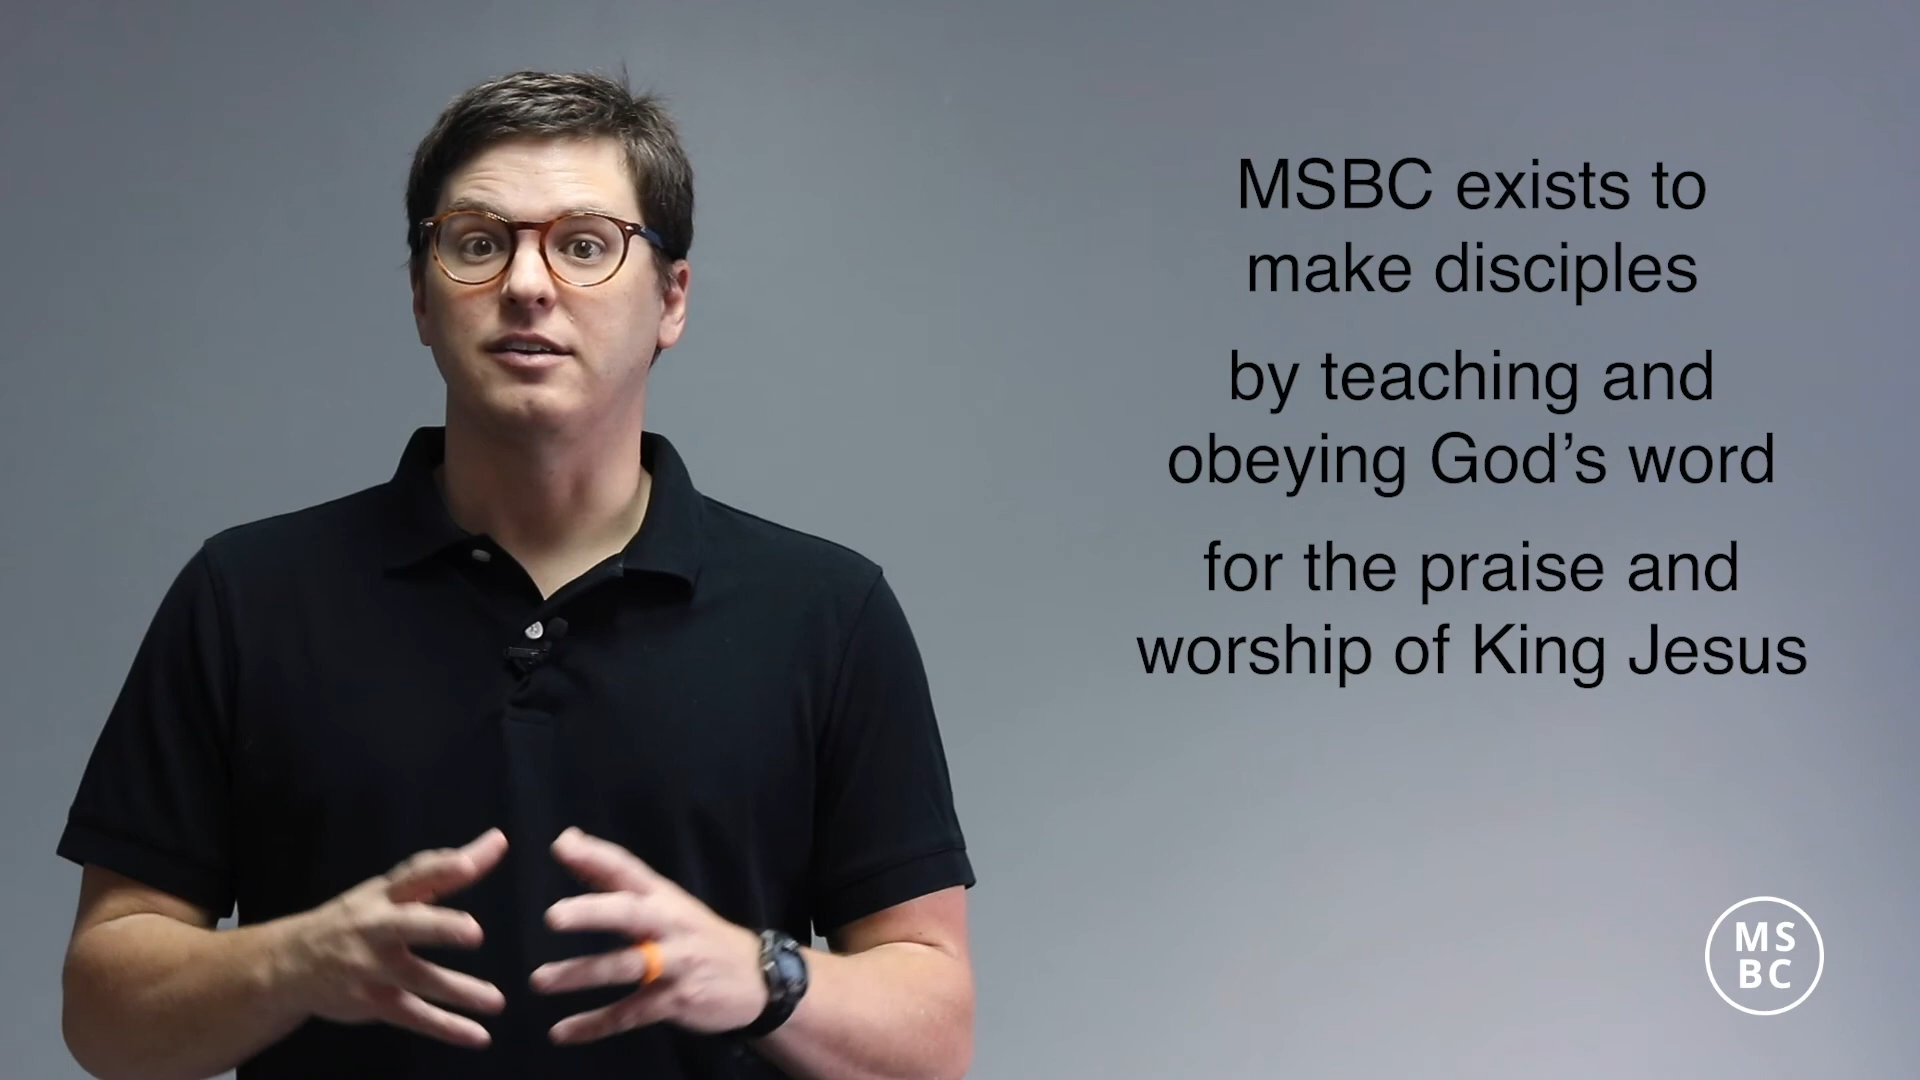 MSBC exists to
make disciples
by teaching and
obeying God’s word
for the praise and
worship of King Jesus
MS
BC